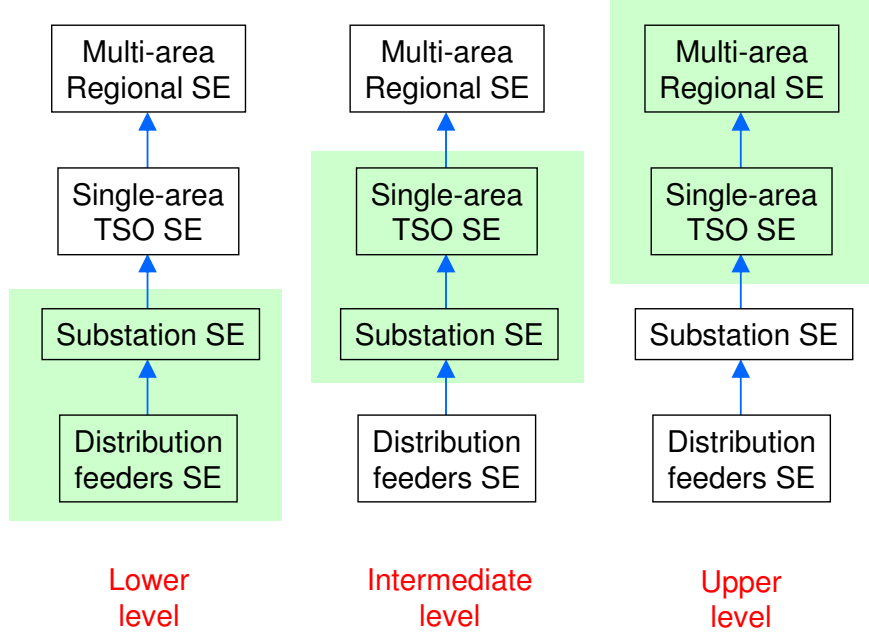 Multi-area
Regional SE
Single-area
TSO SE
Substation SE
Distribution
feeders SE
Lower
level
Multi-area
Regional SE
Single-area
TSO SE
Substation SE
Distribution
feeders SE
Intermediate
level
Multi-area
Regional SE
Single-area
TSO SE
Substation SE
Distribution
feeders SE
Upper
level